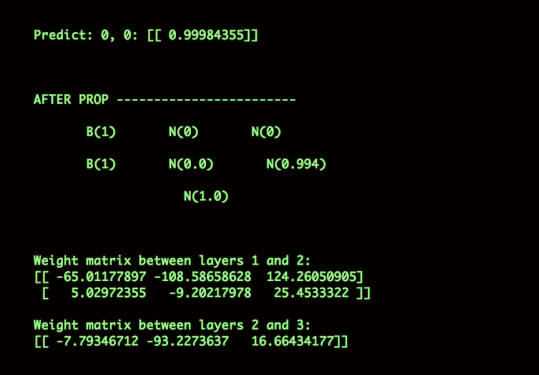 Predict: 0, 0: [[ 0.99984355]]
AFTER PROP ------------------------
B(1) N(0) N(0)
B(1) N(0.0) N(0.994)
N(1.0)
Weight matrix between layers 1 and 2:
[[ -65.01177897 -108.58658628 124.26050905]
[ 5.02972355 -9.20217978 25.4533322 ]]
Weight matrix between layers 2 and 3:
[[ -7.79346712 -93.2273637 16.66434177]]